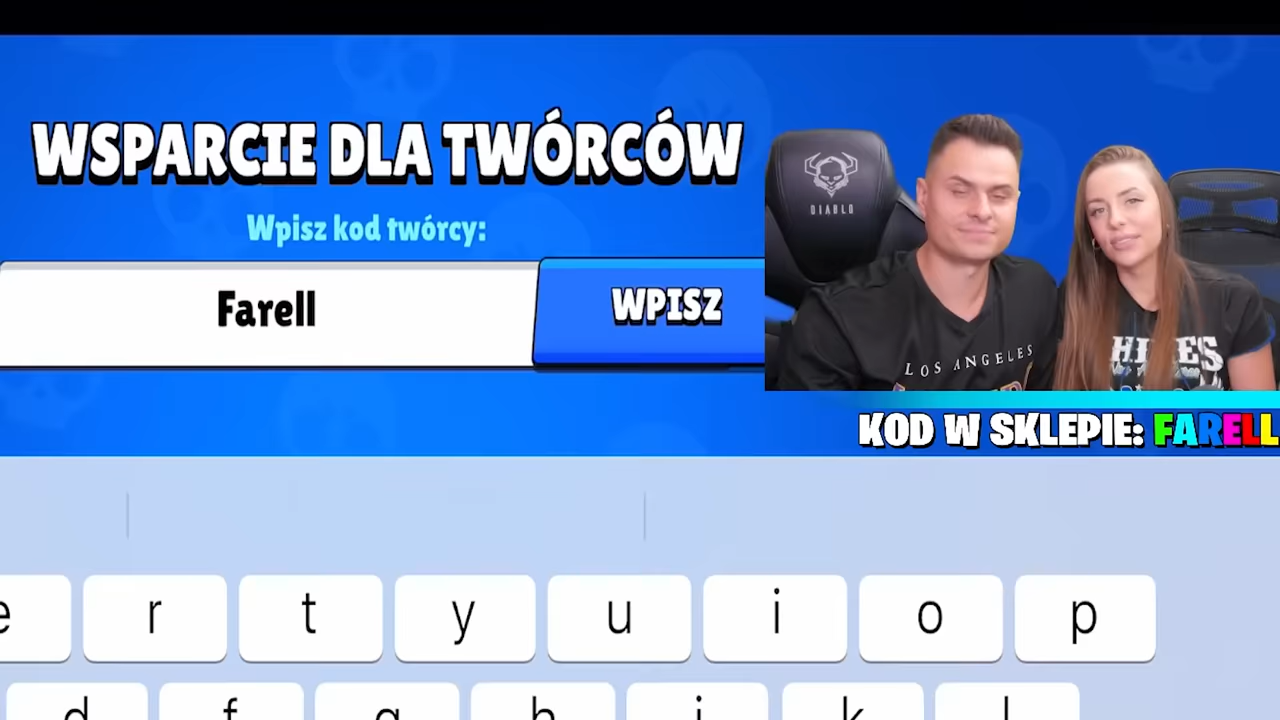 WSPARCIE DLA TWÓRCÓW
Wpisz kod twórcy:
Farell
WPISZ
DIABLO
LOS ANGELES
KOD W SKLEPIE: FARELL
e r t y u i o p
d f g h j k l